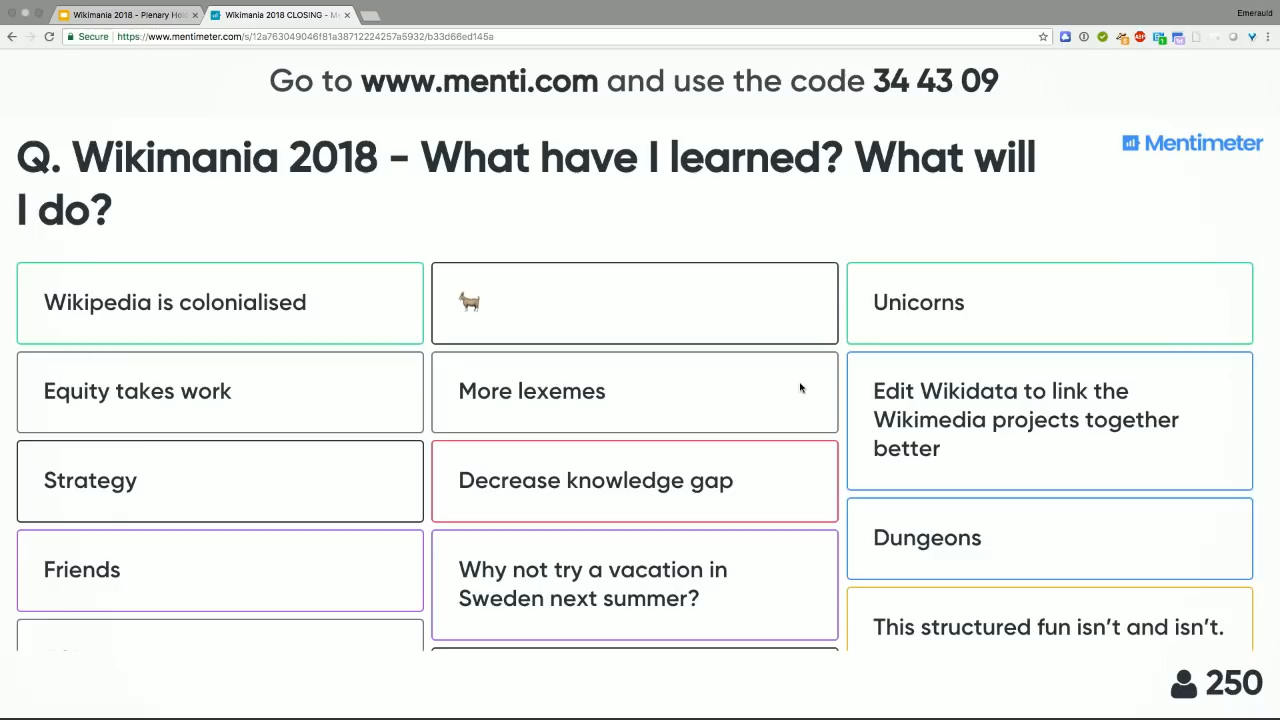 Wikimania 2018 - Plenary Hol
Wikimania 2018 CLOSING - Me
Emerauld
Secure
https://www.mentimeter.com/s/12a763049046f81a38712224257a5932/b33d66ed145a
Go to www.menti.com and use the code 34 43 09
Q. Wikimania 2018 - What have I learned? What will
I do?
Mentimeter
Wikipedia is colonialised
Equity takes work
Strategy
Friends
🐐
More lexemes
Decrease knowledge gap
Why not try a vacation in
Sweden next summer?
Unicorns
Edit Wikidata to link the
Wikimedia projects together
better
Dungeons
This structured fun isn't and isn't.
250